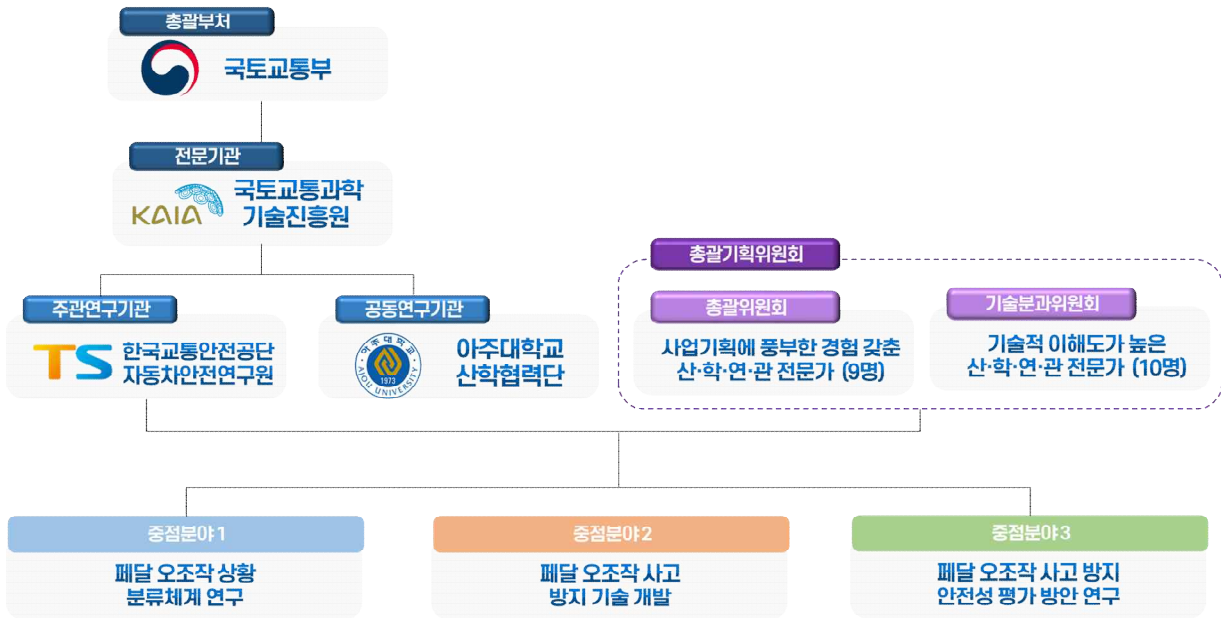 총괄부처
국토교통부
전문기관
KAIA
국토교통과학
기술진흥원
주관연구기관
TS
한국교통안전공단
자동차안전연구원
공동연구기관
아주대학교
AJOU UNIVERSITY
1973
아주대학교
산학협력단
총괄기획위원회
총괄위원회
사업기획에 풍부한 경험 갖춘
산·학·연·관 전문가 (9명)
기술분과위원회
기술적 이해도가 높은
산·학·연·관 전문가 (10명)
중점분야1
페달 오조작 상황
분류체계 연구
중점분야2
페달 오조작 사고
방지 기술 개발
중점분야3
페달 오조작 사고 방지
안전성 평가 방안 연구